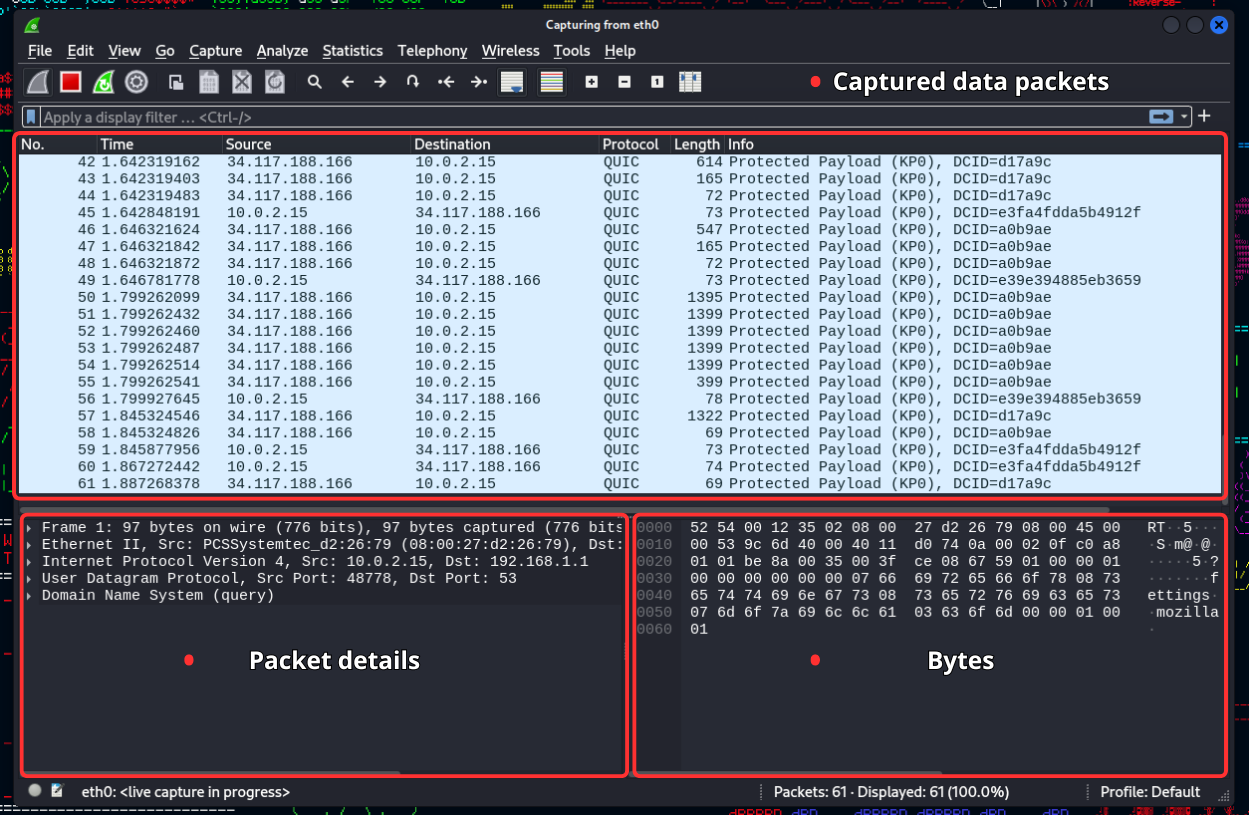 Capturing from eth0
File Edit View Go Capture Analyze Statistics Telephony Wireless Tools Help
Captured data packets
Apply a display filter ... <Ctrl-/>
No. Time Source Destination Protocol Length Info
42 1.642319162 34.117.188.166 10.0.2.15 QUIC 614 Protected Payload (KP0), DCID=d17a9c
43 1.642319403 34.117.188.166 10.0.2.15 QUIC 165 Protected Payload (KP0), DCID=d17a9c
44 1.642319483 34.117.188.166 10.0.2.15 QUIC 72 Protected Payload (KP0), DCID=d17a9c
45 1.642848191 10.0.2.15 34.117.188.166 QUIC 73 Protected Payload (KP0), DCID=e3fa4fdda5b4912f
46 1.646321624 34.117.188.166 10.0.2.15 QUIC 547 Protected Payload (KP0), DCID=a0b9ae
47 1.646321842 34.117.188.166 10.0.2.15 QUIC 165 Protected Payload (KP0), DCID=a0b9ae
48 1.646321872 34.117.188.166 10.0.2.15 QUIC 72 Protected Payload (KP0), DCID=a0b9ae
49 1.646781778 10.0.2.15 34.117.188.166 QUIC 73 Protected Payload (KP0), DCID=e39e394885eb3659
50 1.799262099 34.117.188.166 10.0.2.15 QUIC 1395 Protected Payload (KP0), DCID=a0b9ae
51 1.799262432 34.117.188.166 10.0.2.15 QUIC 1399 Protected Payload (KP0), DCID=a0b9ae
52 1.799262460 34.117.188.166 10.0.2.15 QUIC 1399 Protected Payload (KP0), DCID=a0b9ae
53 1.799262487 34.117.188.166 10.0.2.15 QUIC 1399 Protected Payload (KP0), DCID=a0b9ae
54 1.799262514 34.117.188.166 10.0.2.15 QUIC 1399 Protected Payload (KP0), DCID=a0b9ae
55 1.799262541 34.117.188.166 10.0.2.15 QUIC 399 Protected Payload (KP0), DCID=a0b9ae
56 1.799927645 10.0.2.15 34.117.188.166 QUIC 78 Protected Payload (KP0), DCID=e39e394885eb3659
57 1.845324546 34.117.188.166 10.0.2.15 QUIC 1322 Protected Payload (KP0), DCID=d17a9c
58 1.845324826 34.117.188.166 10.0.2.15 QUIC 69 Protected Payload (KP0), DCID=a0b9ae
59 1.845877956 10.0.2.15 34.117.188.166 QUIC 73 Protected Payload (KP0), DCID=e3fa4fdda5b4912f
60 1.867272442 10.0.2.15 34.117.188.166 QUIC 74 Protected Payload (KP0), DCID=e3fa4fdda5b4912f
61 1.887268378 34.117.188.166 10.0.2.15 QUIC 69 Protected Payload (KP0), DCID=d17a9c
Frame 1: 97 bytes on wire (776 bits), 97 bytes captured (776 bits
Ethernet II, Src: PCSSystemtec_d2:26:79 (08:00:27:d2:26:79), Dst:
Internet Protocol Version 4, Src: 10.0.2.15, Dst: 192.168.1.1
User Datagram Protocol, Src Port: 48778, Dst Port: 53
Domain Name System (query)
Packet details
0000 52 54 00 12 35 02 08 00 27 d2 26 79 08 00 45 00 RT··5···
0010 00 53 9c 6d 40 00 40 11 d0 74 0a 00 02 0f c0 a8 ·S·m@·@·
0020 01 01 be 8a 00 35 00 3f ce 08 67 59 01 00 00 01 ·····5·?
0030 00 00 00 00 00 00 07 66 69 72 65 66 6f 78 08 73 ·······f
0040 65 74 74 69 6e 67 73 08 73 65 72 76 69 63 65 73 ettings·
0050 07 6d 6f 7a 69 6c 6c 61 03 63 6f 6d 00 00 01 00 ·mozilla
0060 01 ·
Bytes
eth0: <live capture in progress>
Packets: 61 · Displayed: 61 (100.0%)
Profile: Default